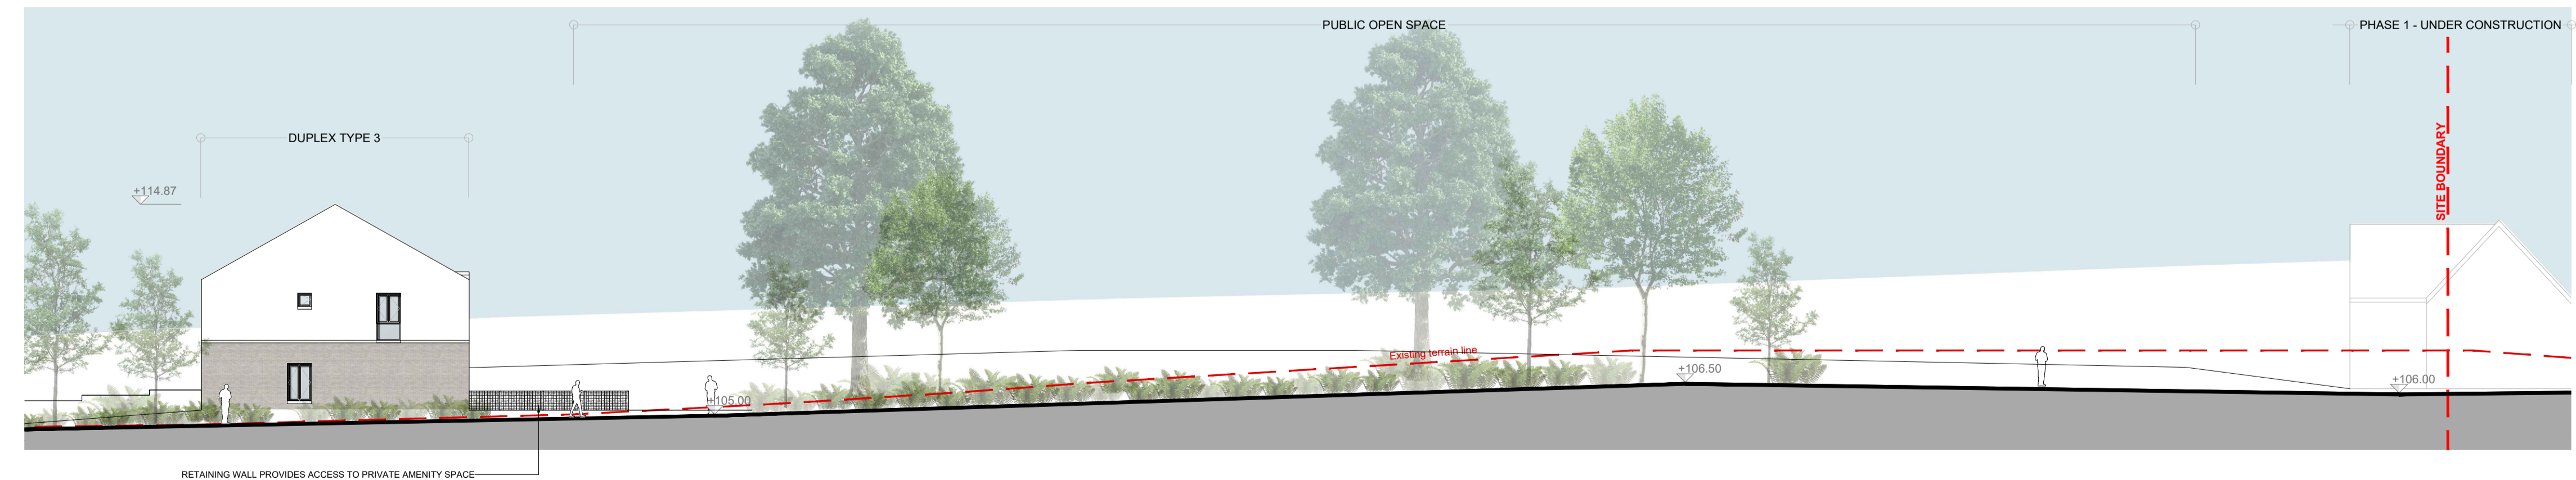 PUBLIC OPEN SPACE
PHASE 1 - UNDER CONSTRUCTION
DUPLEX TYPE 3
SITE BOUNDARY
+114.87
Existing terrain line
+106.50
+106.00
+105.00
RETAINING WALL PROVIDES ACCESS TO PRIVATE AMENITY SPACE